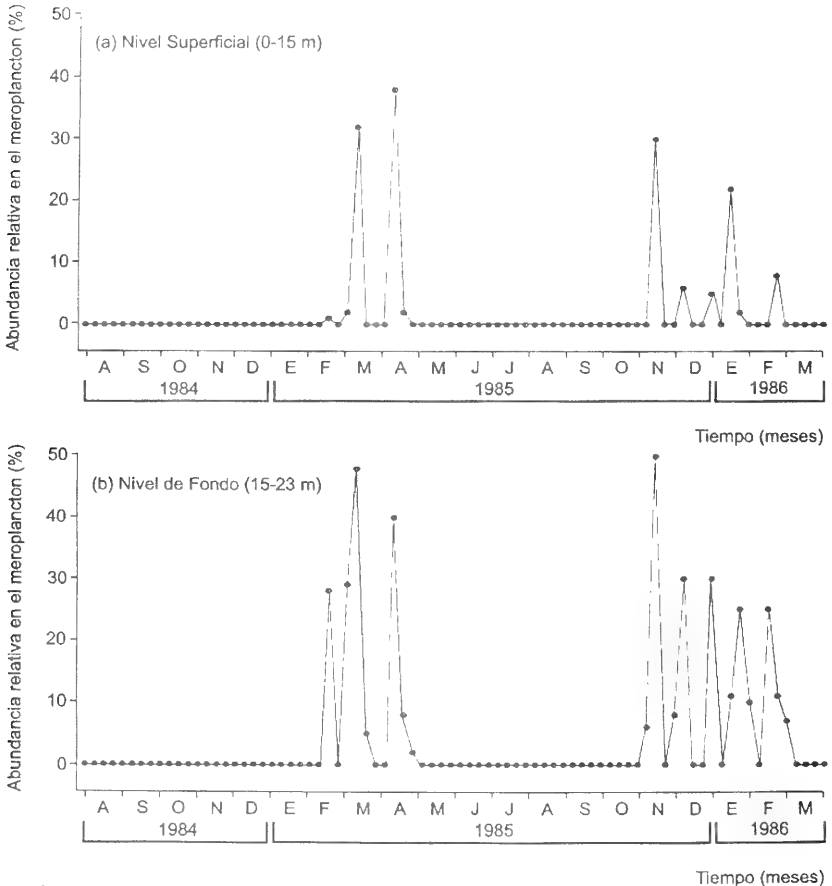 Abundancia relativa en el meroplancton (%)
50
40
30
20
10
0
(a) Nivel Superficial (0-15 m)
A S O N D E F M A M J J A S O N D E F M
1984 1985 1986
Tiempo (meses)
Abundancia relativa en el meroplancton (%)
50
40
30
20
10
0
(b) Nivel de Fondo (15-23 m)
A S O N D E F M A M J J A S O N D E F M
1984 1985 1986
Tiempo (meses)